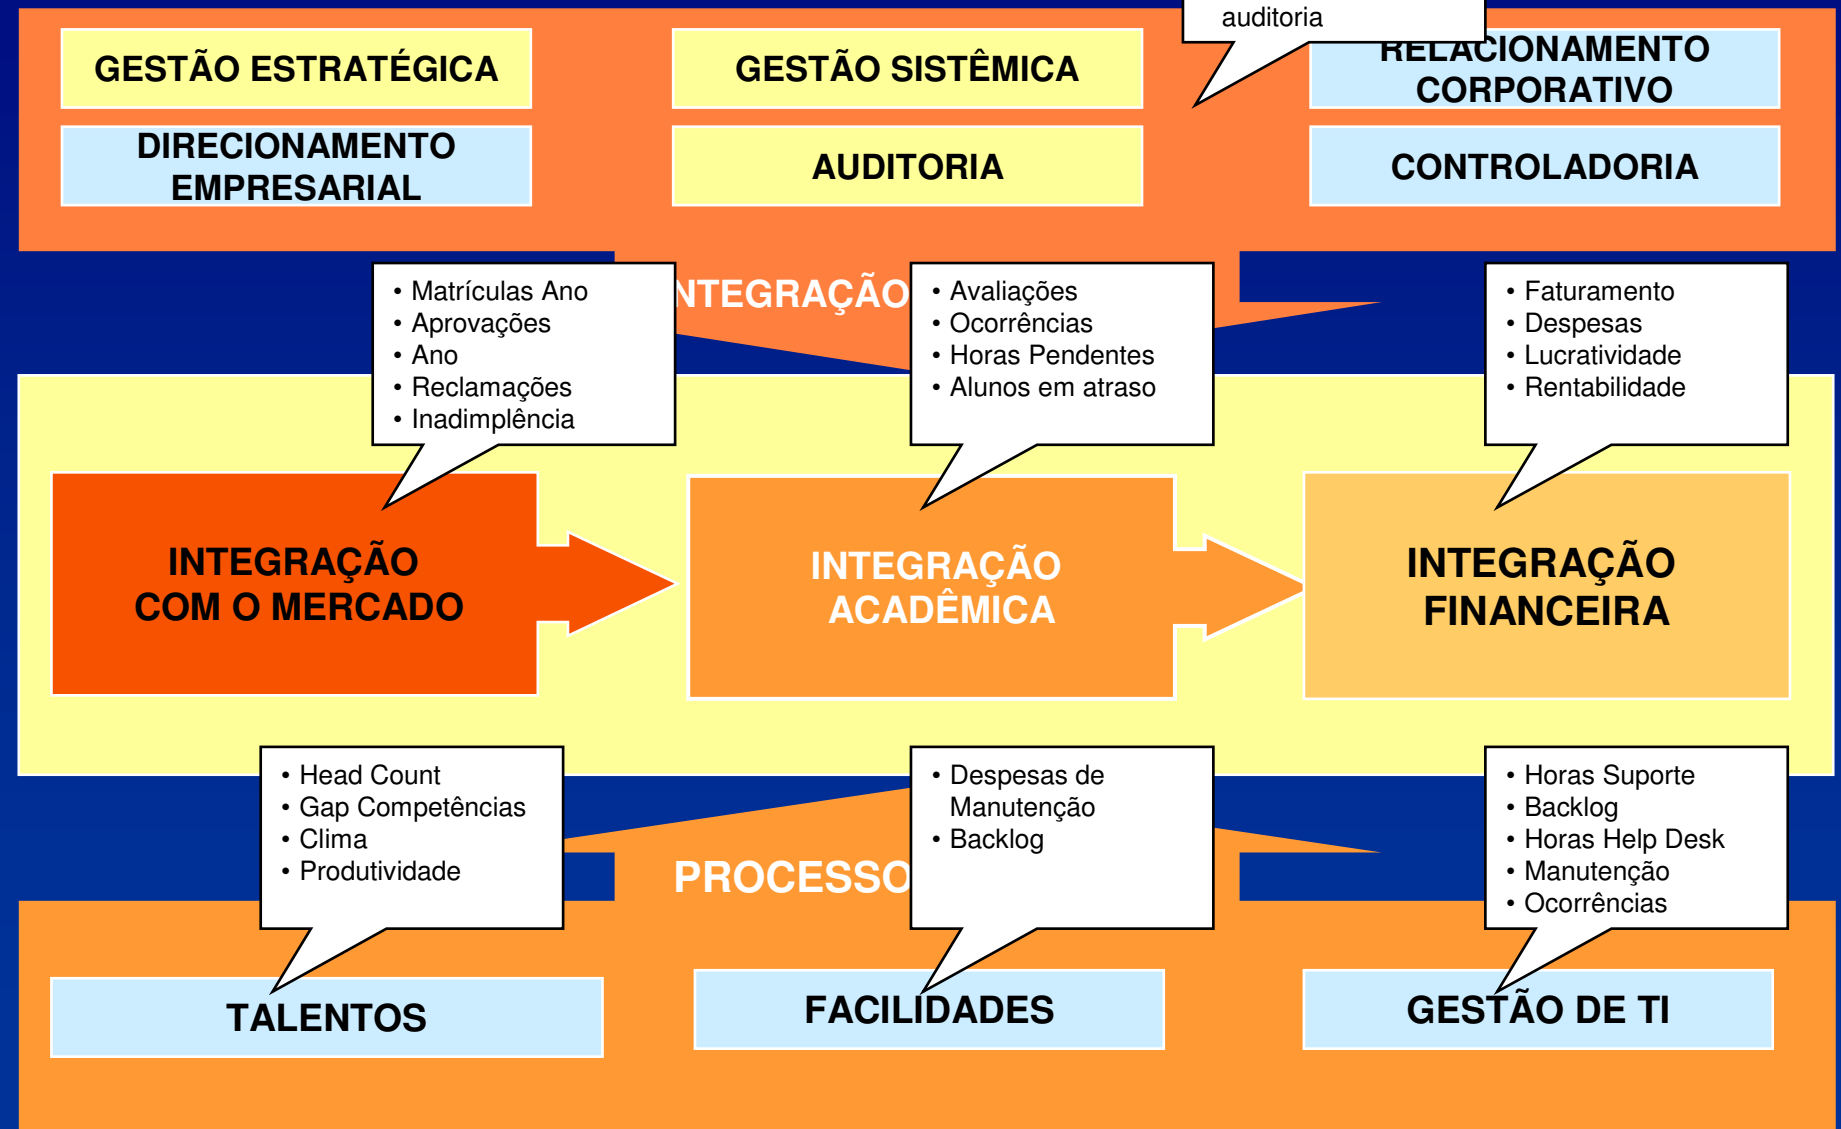 auditoria
GESTÃO ESTRATÉGICA
GESTÃO SISTÊMICA
RELACIONAMENTO
CORPORATIVO
DIRECIONAMENTO
EMPRESARIAL
AUDITORIA
CONTROLADORIA
• Matrículas Ano
• Aprovações
• Ano
• Reclamações
• Inadimplência
NTEGRAÇÃO
• Avaliações
• Ocorrências
• Horas Pendentes
• Alunos em atraso
• Faturamento
• Despesas
• Lucratividade
• Rentabilidade
INTEGRAÇÃO
COM O MERCADO
INTEGRAÇÃO
ACADÊMICA
INTEGRAÇÃO
FINANCEIRA
• Head Count
• Gap Competências
• Clima
• Produtividade
PROCESSO
• Despesas de
Manutenção
• Backlog
• Horas Suporte
• Backlog
• Horas Help Desk
• Manutenção
• Ocorrências
TALENTOS
FACILIDADES
GESTÃO DE TI